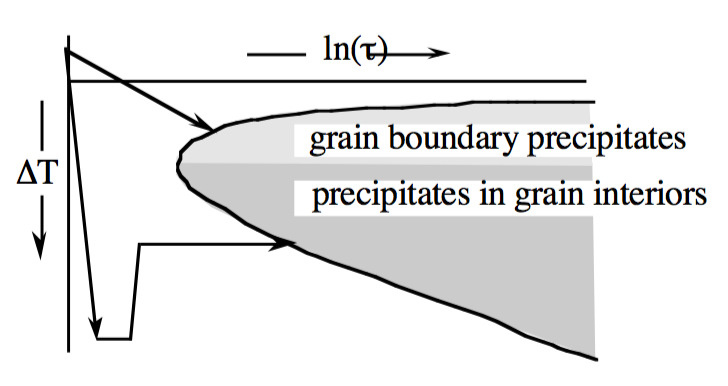 ln(τ)
grain boundary precipitates
ΔT
precipitates in grain interiors